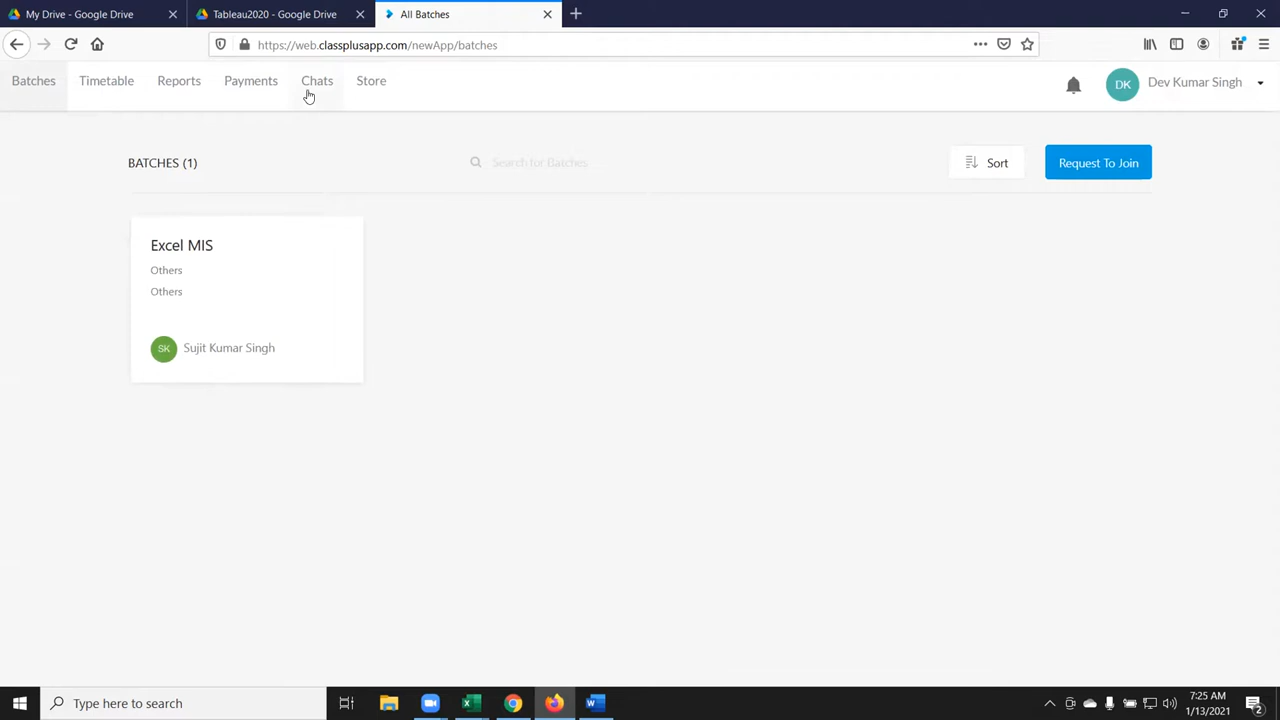 My Drive - Google Drive
Tableau2020 - Google Drive
All Batches
https://web.classplusapp.com/newApp/batches
Batches
Timetable
Reports
Payments
Chats
Store
DK
Dev Kumar Singh
BATCHES (1)
Search for Batches
Sort
Request To Join
Excel MIS
Others
Others
SK
Sujit Kumar Singh
Type here to search
7:25 AM
1/13/2021
2